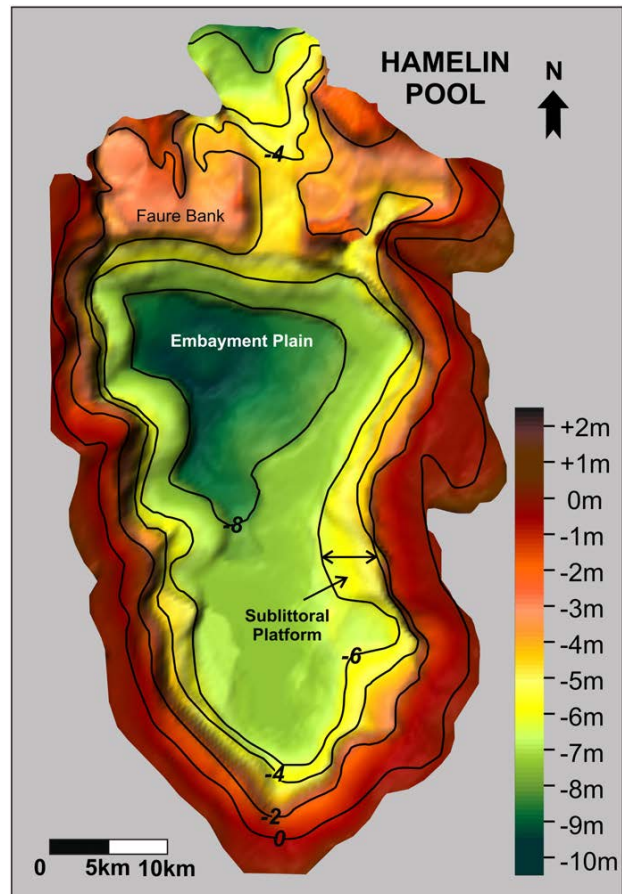 HAMELIN
POOL
N
-4
Faure Bank
Embayment Plain
-8
Sublittoral
Platform
-6
-4
-2
0
+2m
+1m
0m
-1m
-2m
-3m
-4m
-5m
-6m
-7m
-8m
-9m
-10m
0 5km 10km